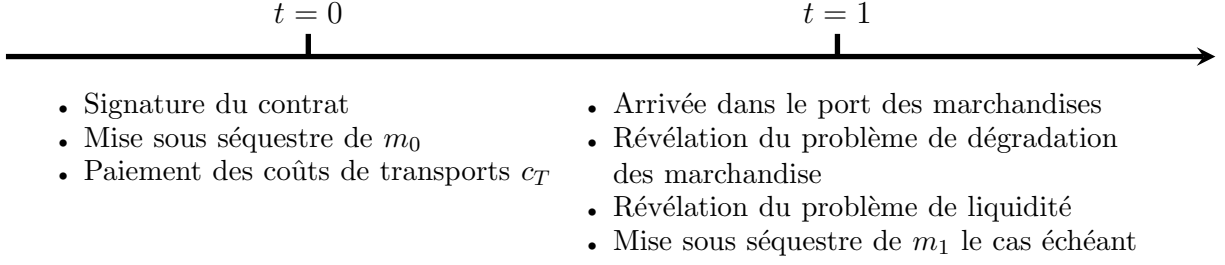 t = 0
t = 1
• Signature du contrat
• Mise sous séquestre de m₀
• Paiement des coûts de transports c_T
• Arrivée dans le port des marchandises
• Révélation du problème de dégradation
des marchandise
• Révélation du problème de liquidité
• Mise sous séquestre de m₁ le cas échéant